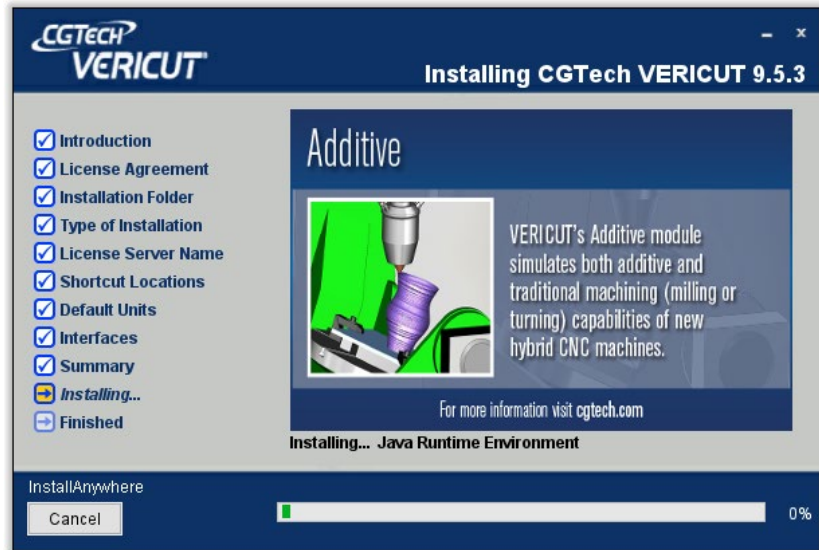 CGTECH
VERICUT
Installing CGTech VERICUT 9.5.3
Introduction
License Agreement
Installation Folder
Type of Installation
License Server Name
Shortcut Locations
Default Units
Interfaces
Summary
Installing...
Finished
Additive
VERICUT's Additive module
simulates both additive and
traditional machining (milling or
turning) capabilities of new
hybrid CNC machines.
For more information visit cgtech.com
Installing... Java Runtime Environment
InstallAnywhere
Cancel
0%